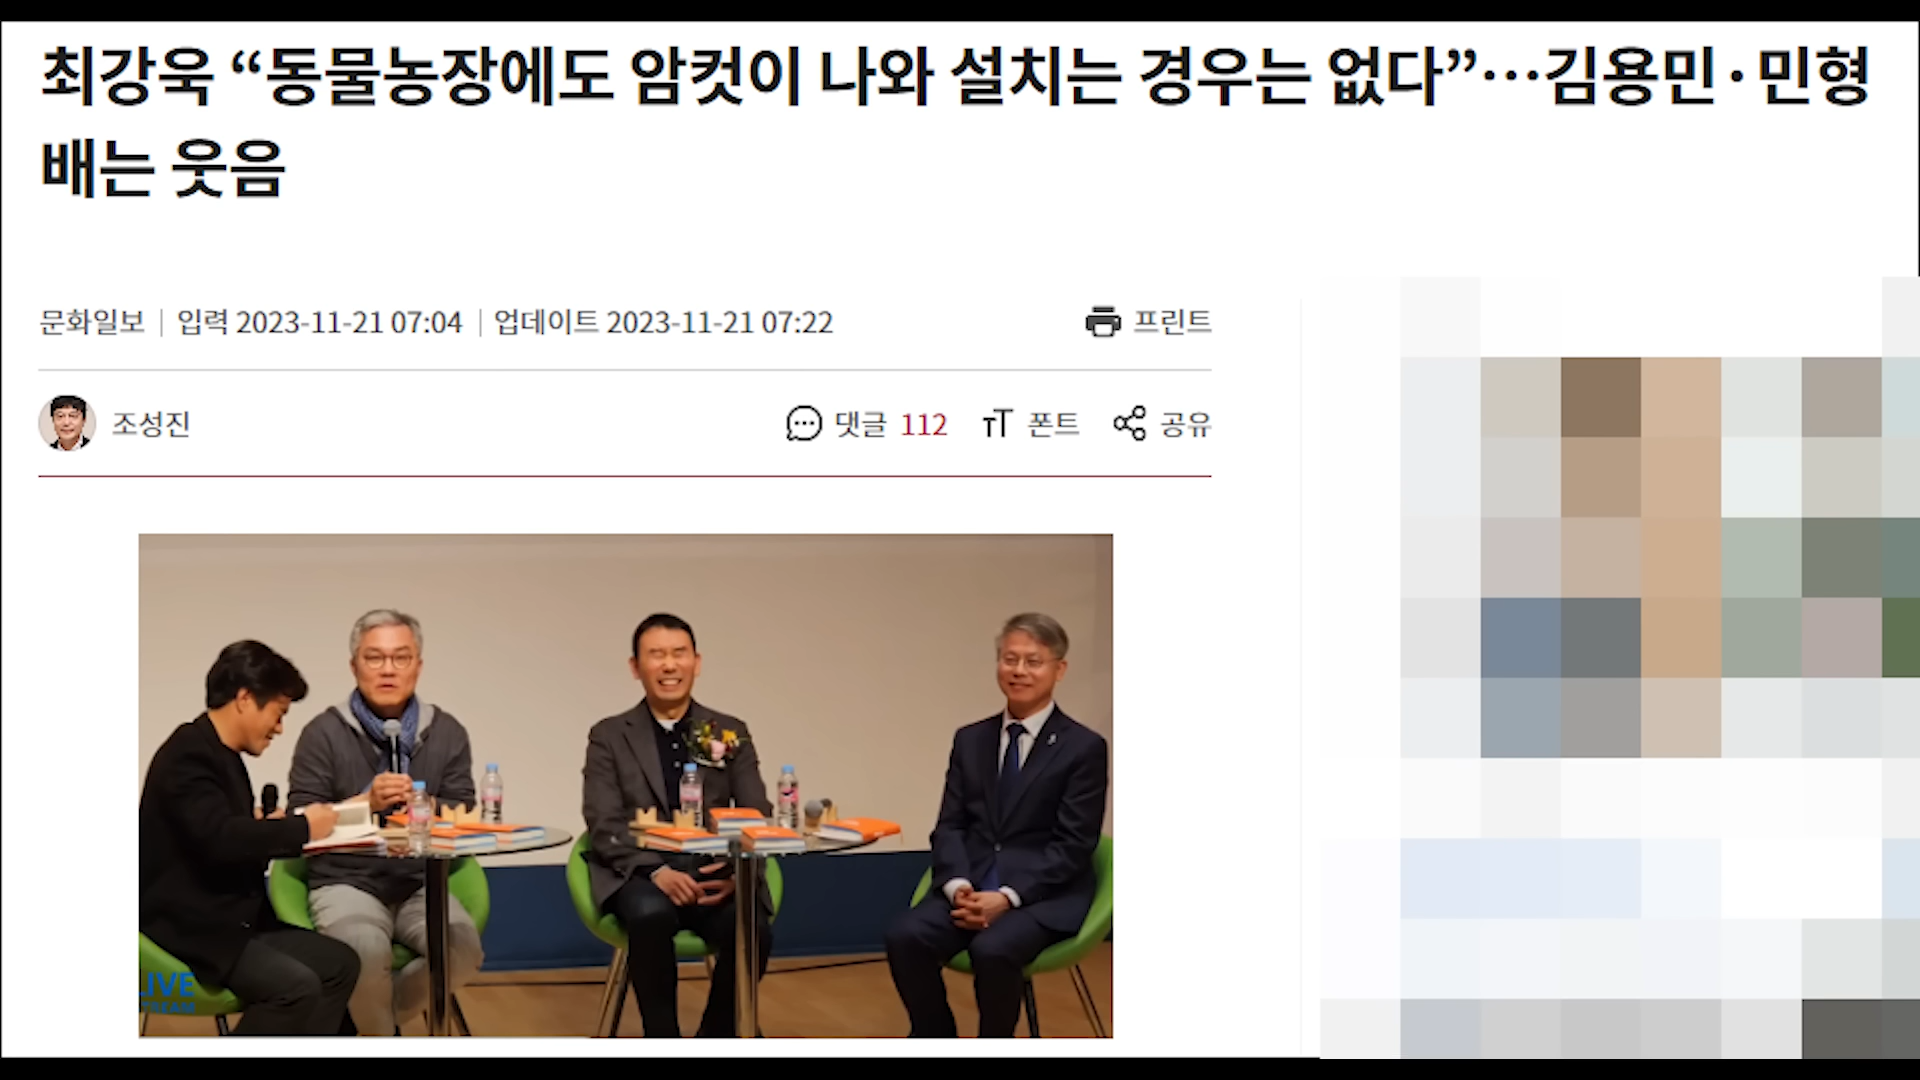 최강욱 “동물농장에도 암컷이 나와 설치는 경우는 없다”…김용민·민형
배는 웃음
문화일보 | 입력 2023-11-21 07:04 | 업데이트 2023-11-21 07:22 프린트
조성진 댓글 112 тT 폰트 공유
LIVE